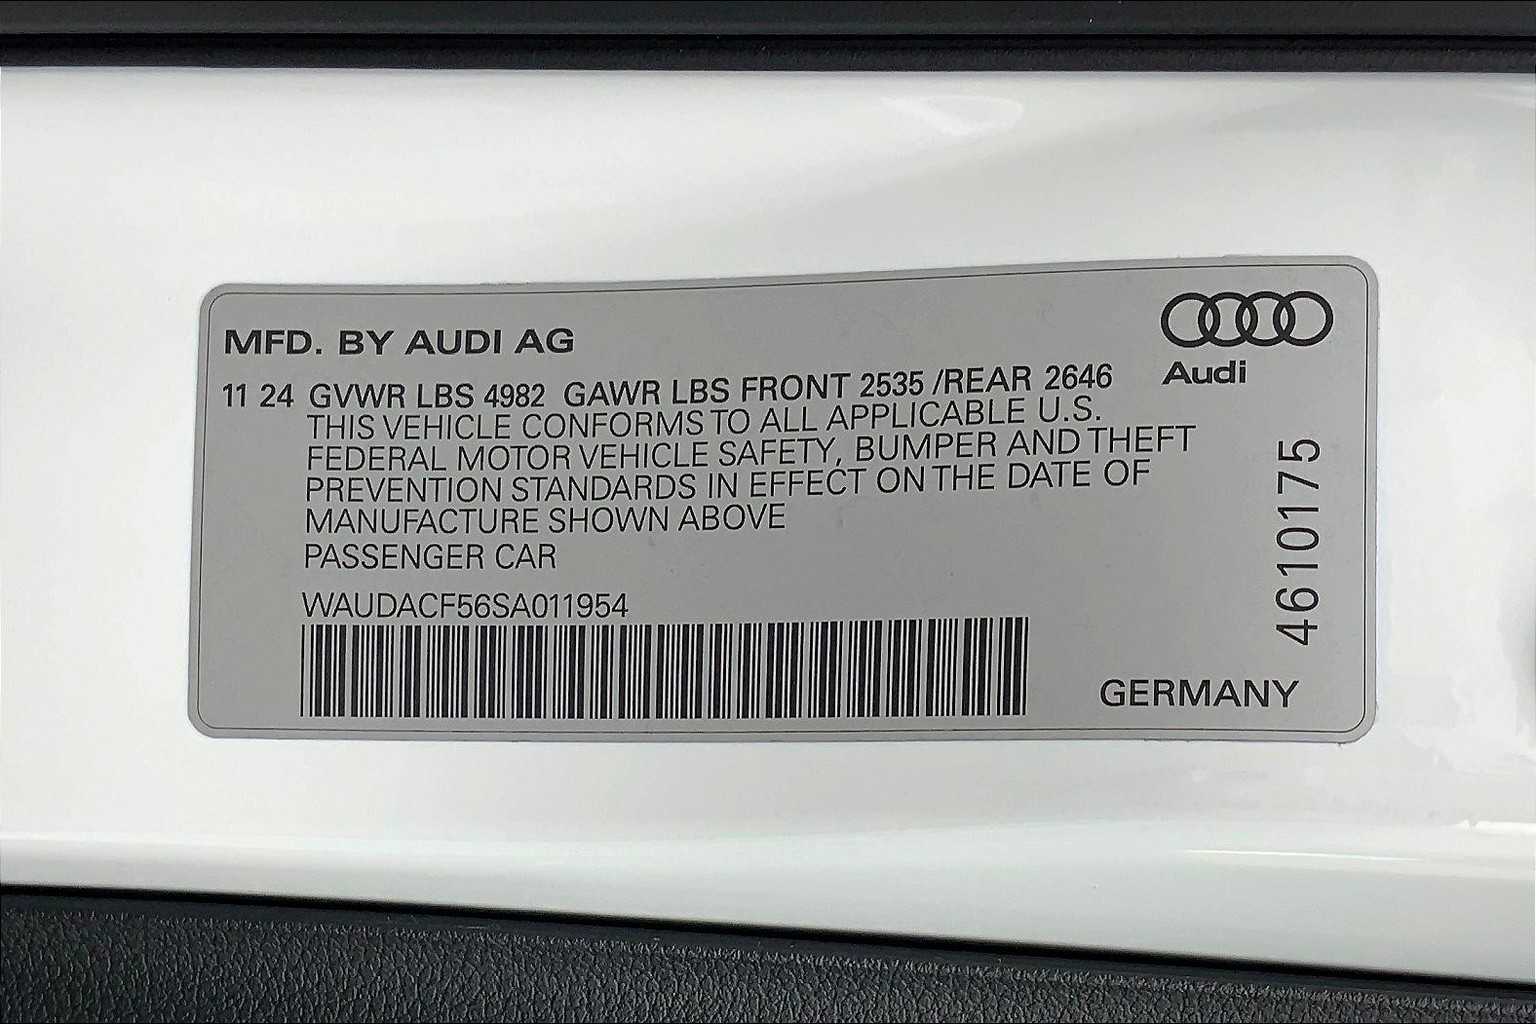 MFD. BY AUDI AG
Audi
11 24 GVWR LBS 4982 GAWR LBS FRONT 2535 /REAR 2646
THIS VEHICLE CONFORMS TO ALL APPLICABLE U.S.
FEDERAL MOTOR VEHICLE SAFETY, BUMPER AND THEFT
PREVENTION STANDARDS IN EFFECT ON THE DATE OF
MANUFACTURE SHOWN ABOVE
PASSENGER CAR
WAUDACF56SA011954
4610175
GERMANY